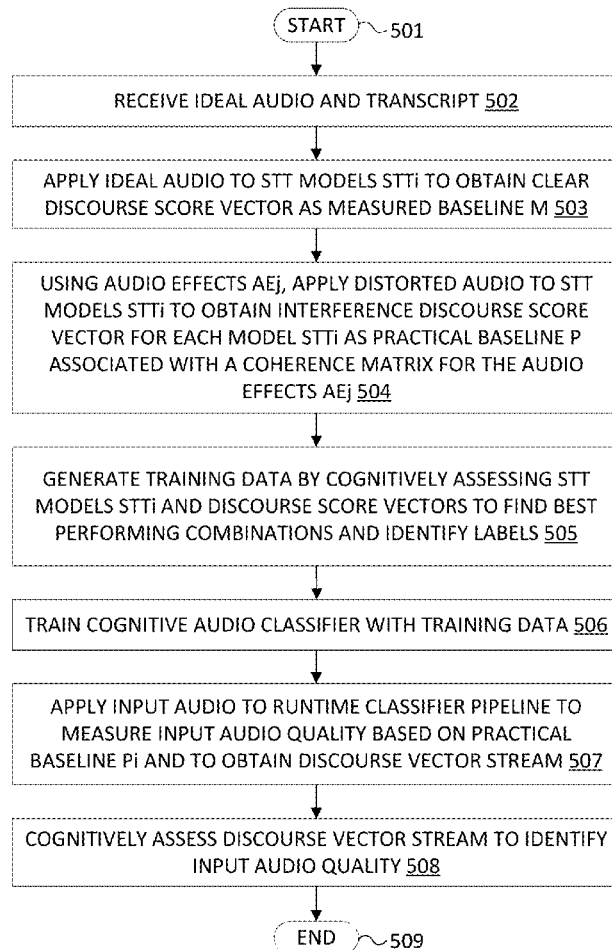 START
501
RECEIVE IDEAL AUDIO AND TRANSCRIPT 502
APPLY IDEAL AUDIO TO STT MODELS STTi TO OBTAIN CLEAR
DISCOURSE SCORE VECTOR AS MEASURED BASELINE M 503
USING AUDIO EFFECTS AEj, APPLY DISTORTED AUDIO TO STT
MODELS STTi TO OBTAIN INTERFERENCE DISCOURSE SCORE
VECTOR FOR EACH MODEL STTi AS PRACTICAL BASELINE P
ASSOCIATED WITH A COHERENCE MATRIX FOR THE AUDIO
EFFECTS AEj 504
GENERATE TRAINING DATA BY COGNITIVELY ASSESSING STT
MODELS STTi AND DISCOURSE SCORE VECTORS TO FIND BEST
PERFORMING COMBINATIONS AND IDENTIFY LABELS 505
TRAIN COGNITIVE AUDIO CLASSIFIER WITH TRAINING DATA 506
APPLY INPUT AUDIO TO RUNTIME CLASSIFIER PIPELINE TO
MEASURE INPUT AUDIO QUALITY BASED ON PRACTICAL
BASELINE Pi AND TO OBTAIN DISCOURSE VECTOR STREAM 507
COGNITIVELY ASSESS DISCOURSE VECTOR STREAM TO IDENTIFY
INPUT AUDIO QUALITY 508
END
509